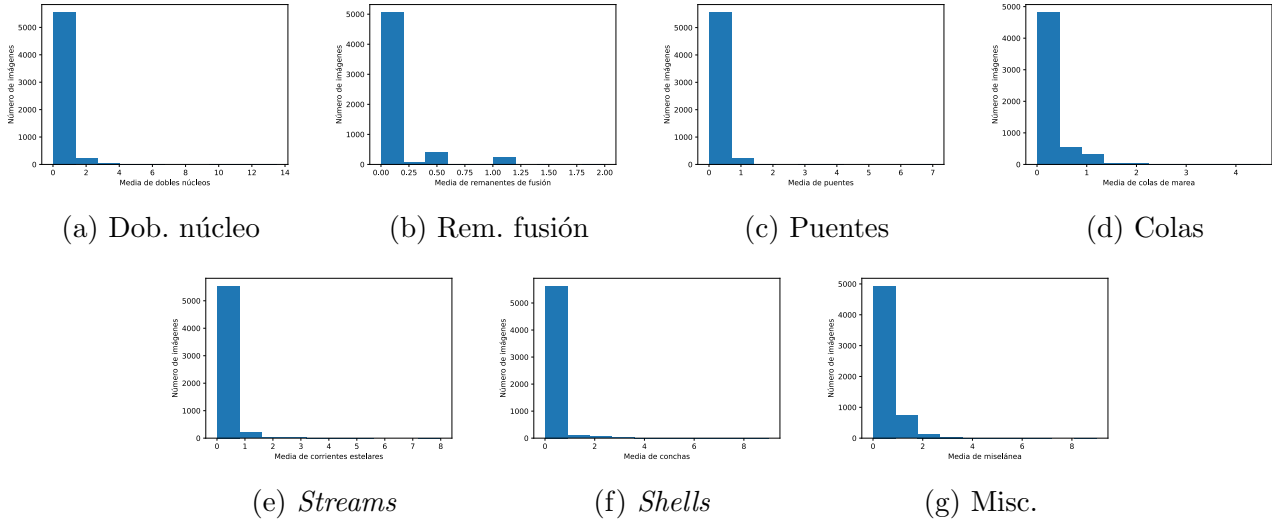 5000
4000
3000
2000
1000
0
Número de imágenes
0 2 4 6 8 10 12 14
Media de dobles núcleos
(a) Dob. núcleo
5000
4000
3000
2000
1000
0
Número de imágenes
0.00 0.25 0.50 0.75 1.00 1.25 1.50 1.75 2.00
Media de remanentes de fusión
(b) Rem. fusión
5000
4000
3000
2000
1000
0
Número de imágenes
0 1 2 3 4 5 6 7
Media de puentes
(c) Puentes
5000
4000
3000
2000
1000
0
Número de imágenes
0 1 2 3 4
Media de colas de marea
(d) Colas
5000
4000
3000
2000
1000
0
Número de imágenes
0 1 2 3 4 5 6 7 8
Media de corrientes estelares
(e) Streams
5000
4000
3000
2000
1000
0
Número de imágenes
0 2 4 6 8
Media de conchas
(f) Shells
5000
4000
3000
2000
1000
0
Número de imágenes
0 2 4 6 8
Media de miselánea
(g) Misc.